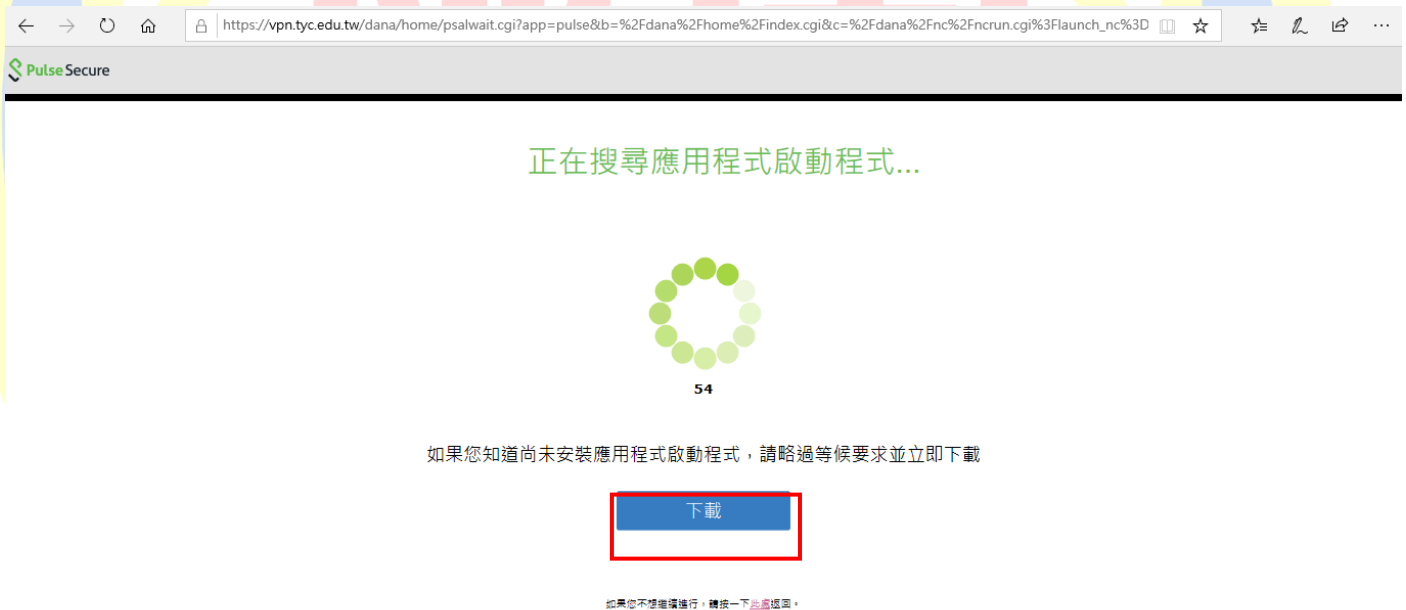 https://vpn.tyc.edu.tw/dana/home/psalwait.cgi?app=pulse&b=%2Fdana%2Fhome%2Findex.cgi&c=%2Fdana%2Fnc%2Fncrun.cgi%3Flaunch_nc%3D
Pulse Secure
正在搜尋應用程式啟動程式...
54
如果您知道尚未安裝應用程式啟動程式，請略過等候要求並立即下載
下載
如果您不想繼續進行，請按一下此處返回。